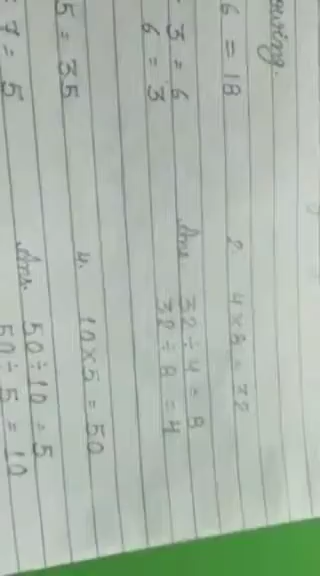 6 = 18 2. 4×8 = 32
÷ 3 = 6 Ans. 32÷4 = 8
6 = 3 32÷8 = 4
5 = 35 4. 10×5 = 50
7 = 5 Ans. 50÷10 = 5
50÷5 = 10